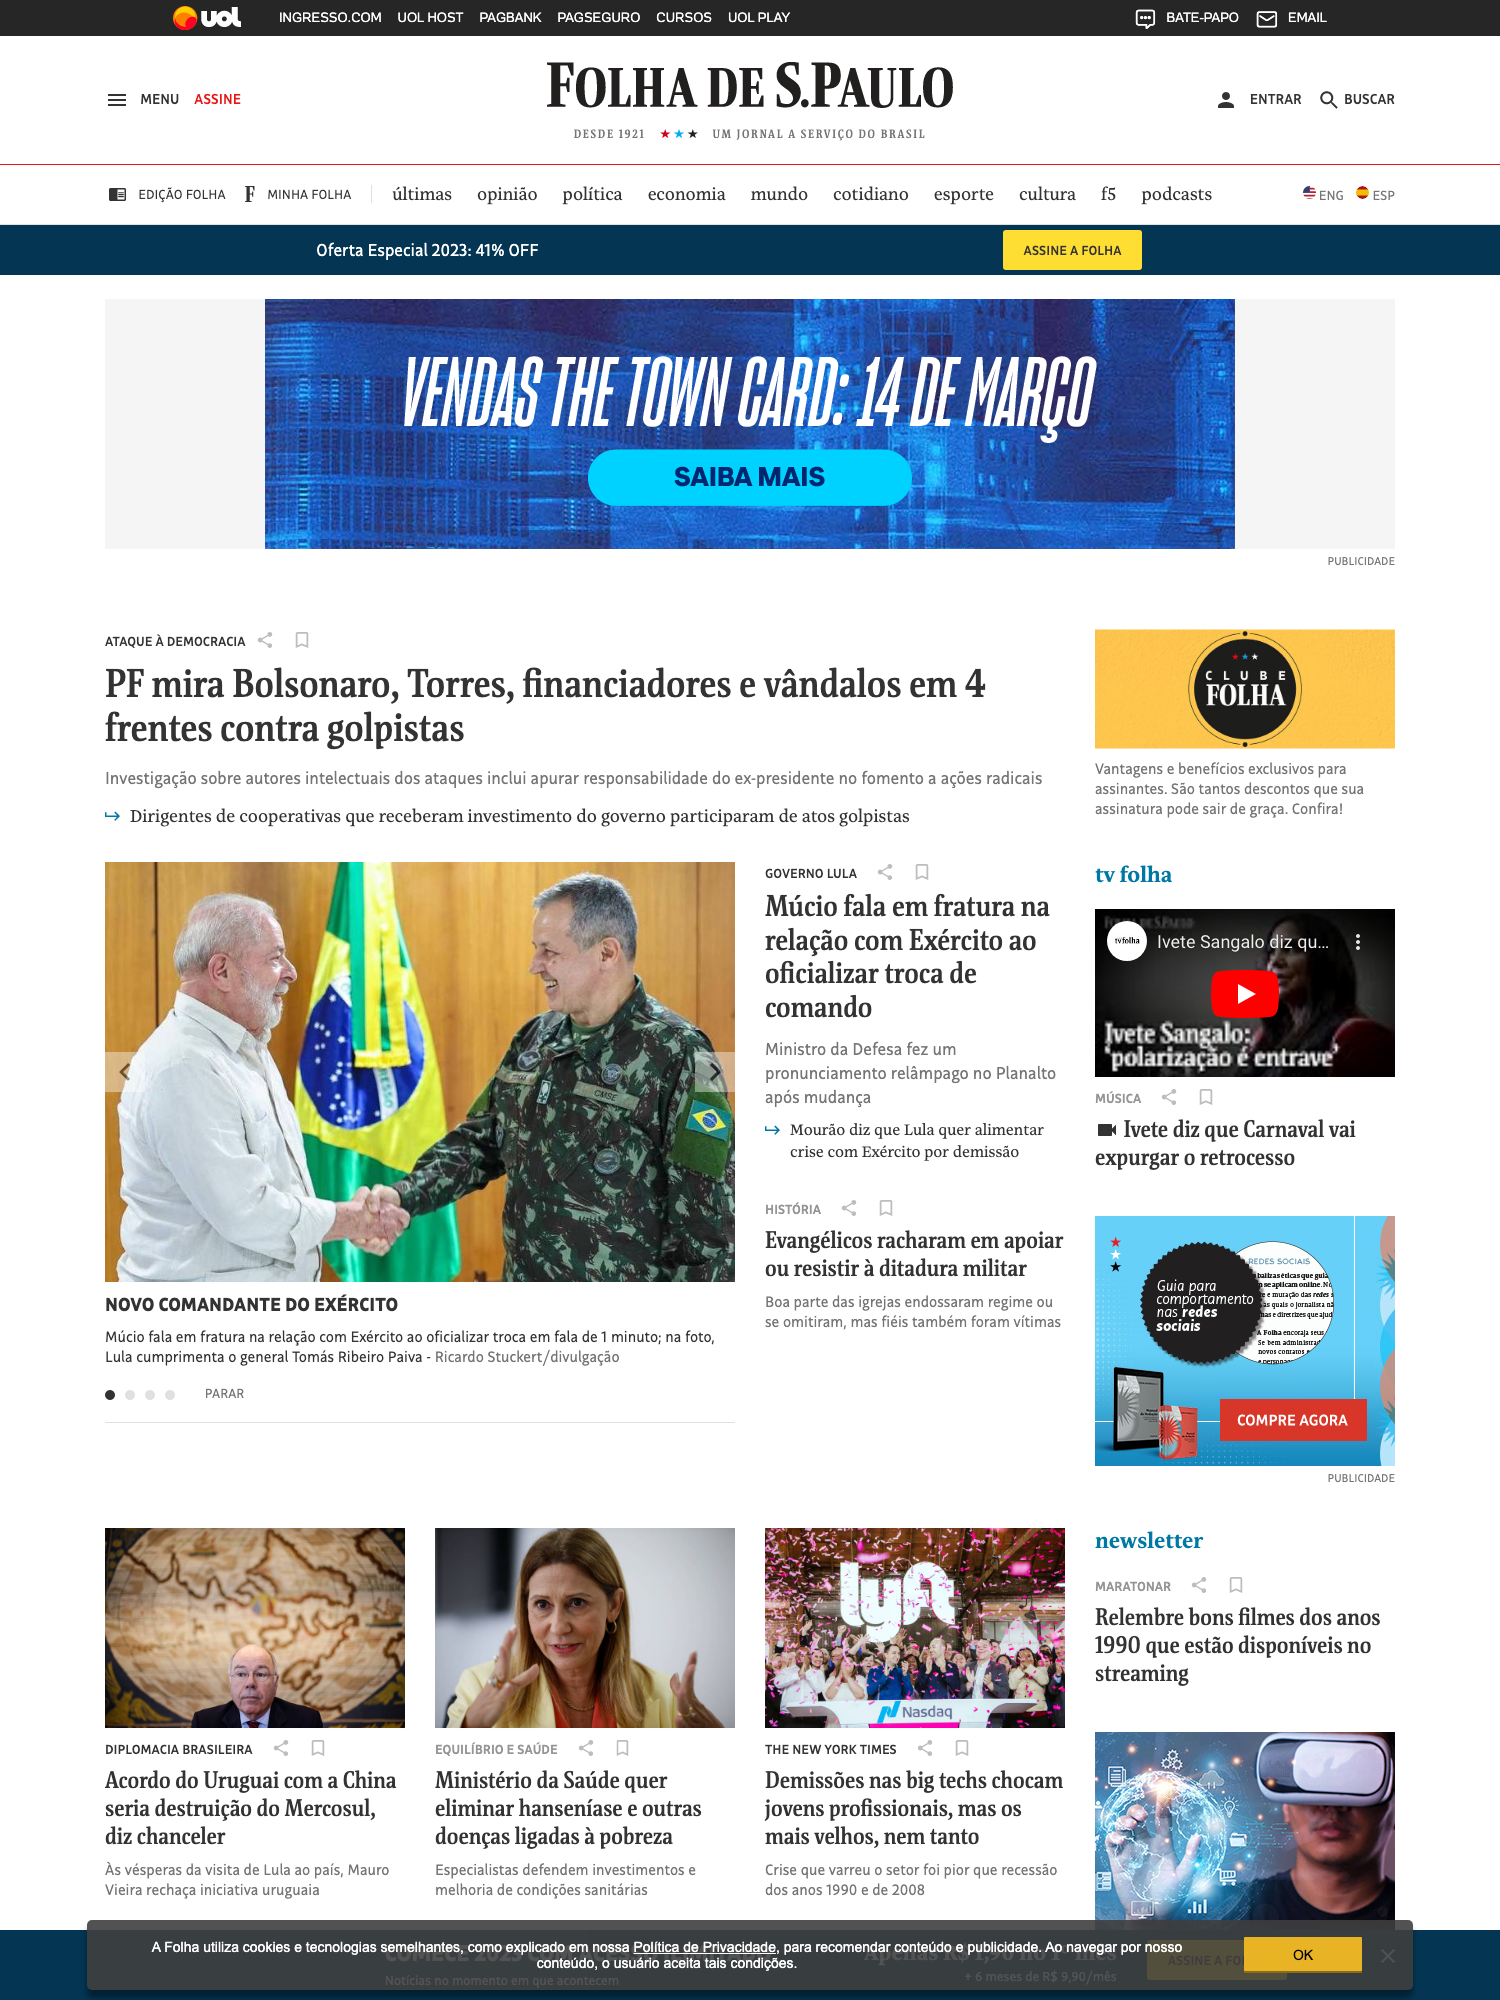 uol
INGRESSO.COM UOL HOST PAGBANK PAGSEGURO CURSOS UOL PLAY
BATE-PAPO EMAIL
MENU ASSINE
FOLHA DE S.PAULO
DESDE 1921 ★★★ UM JORNAL A SERVIÇO DO BRASIL
ENTRAR BUSCAR
EDIÇÃO FOLHA F MINHA FOLHA últimas opinião política economia mundo cotidiano esporte cultura f5 podcasts ENG ESP
Oferta Especial 2023: 41% OFF
ASSINE A FOLHA
VENDAS THE TOWN CARD: 14 DE MARÇO
SAIBA MAIS
PUBLICIDADE
ATAQUE À DEMOCRACIA
PF mira Bolsonaro, Torres, financiadores e vândalos em 4
frentes contra golpistas
Investigação sobre autores intelectuais dos ataques inclui apurar responsabilidade do ex-presidente no fomento a ações radicais
Dirigentes de cooperativas que receberam investimento do governo participaram de atos golpistas
CLUBE
FOLHA
Vantagens e benefícios exclusivos para
assinantes. São tantos descontos que sua
assinatura pode sair de graça. Confira!
CMSE
NOVO COMANDANTE DO EXÉRCITO
Múcio fala em fratura na relação com Exército ao oficializar troca em fala de 1 minuto; na foto,
Lula cumprimenta o general Tomás Ribeiro Paiva - Ricardo Stuckert/divulgação
PARAR
GOVERNO LULA
Múcio fala em fratura na
relação com Exército ao
oficializar troca de
comando
Ministro da Defesa fez um
pronunciamento relâmpago no Planalto
após mudança
Mourão diz que Lula quer alimentar
crise com Exército por demissão
HISTÓRIA
Evangélicos racharam em apoiar
ou resistir à ditadura militar
Boa parte das igrejas endossaram regime ou
se omitiram, mas fiéis também foram vítimas
tv folha
FOLHA DE S.PAULO
tv folha
Ivete Sangalo diz qu...
Ivete Sangalo:
'polarização é entrave'
MÚSICA
Ivete diz que Carnaval vai
expurgar o retrocesso
Guia para
comportamento
nas redes
sociais
REDES SOCIAIS
COMPRE AGORA
PUBLICIDADE
lyft
Nasdaq
DIPLOMACIA BRASILEIRA
Acordo do Uruguai com a China
seria destruição do Mercosul,
diz chanceler
Às vésperas da visita de Lula ao país, Mauro
Vieira rechaça iniciativa uruguaia
EQUILÍBRIO E SAÚDE
Ministério da Saúde quer
eliminar hanseníase e outras
doenças ligadas à pobreza
Especialistas defendem investimentos e
melhoria de condições sanitárias
THE NEW YORK TIMES
Demissões nas big techs chocam
jovens profissionais, mas os
mais velhos, nem tanto
Crise que varreu o setor foi pior que recessão
dos anos 1990 e de 2008
newsletter
MARATONAR
Relembre bons filmes dos anos
1990 que estão disponíveis no
streaming
A Folha utiliza cookies e tecnologias semelhantes, como explicado em nossa Política de Privacidade, para recomendar conteúdo e publicidade. Ao navegar por nosso
conteúdo, o usuário aceita tais condições.
OK
Notícias no momento em que acontecem
+ 6 meses de R$ 9,90/mês
ASSINE A FO